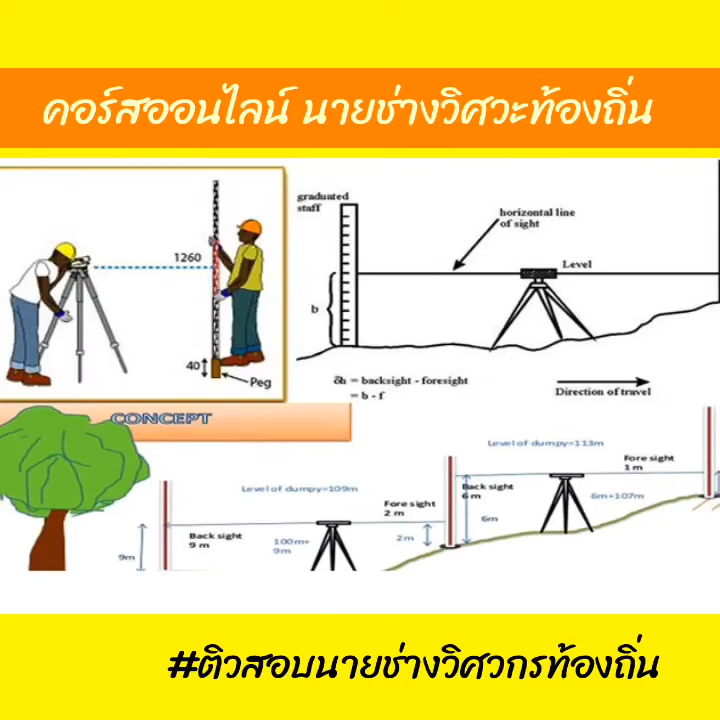 คอร์สออนไลน์ นายช่างวิศวะท้องถิ่น
graduated
staff
horizontal line
of sight
1260
Level
b
40
Peg
δh = backsight - foresight
= b - f
Direction of travel
CONCEPT
Level of dumpy=113m
Fore sight
1 m
Level of dumpy=109m
Back sight
6 m
6m+107m
Fore sight
2 m
6m
Back sight
9 m
100m+
9m
2m
9m
#ติวสอบนายช่างวิศวกรท้องถิ่น